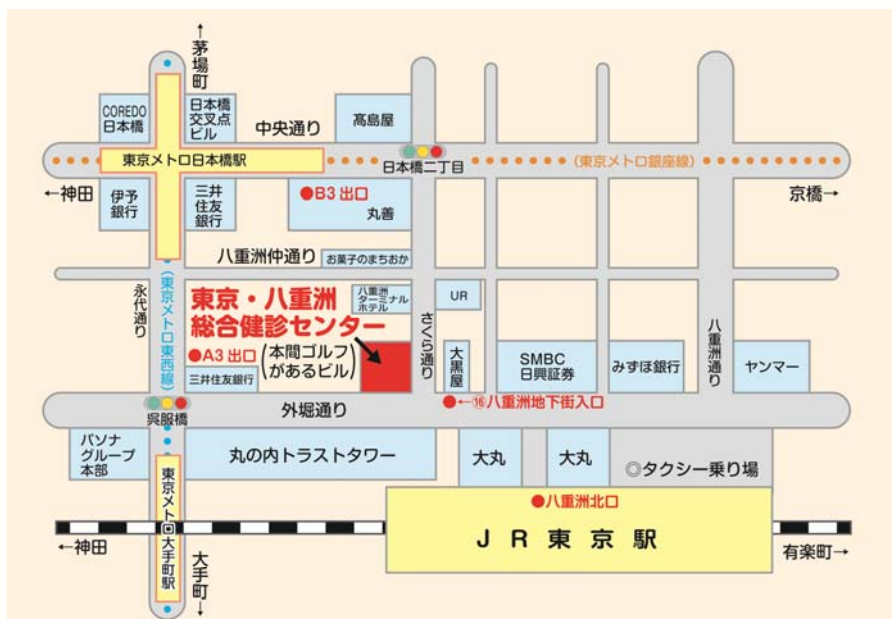 ←茅場町
COREDO
日本橋
日本橋
交叉点
ビル
中央通り
髙島屋
東京メトロ日本橋駅
日本橋二丁目
(東京メトロ銀座線)
←神田
京橋→
伊予
銀行
三井
住友
銀行
●B3 出口
丸善
八重洲仲通り
お菓子のまちおか
永代通り
(東京メトロ東西線)
東京・八重洲
総合健診センター
八重洲
ターミナル
ホテル
さくら通り
UR
八重洲通り
●A3 出口
(本間ゴルフ
があるビル)
三井住友銀行
大黒屋
SMBC
日興証券
みずほ銀行
ヤンマー
呉服橋
外堀通り
●←⑯八重洲地下街入口
パソナ
グループ
本部
丸の内トラストタワー
大丸
大丸
◎タクシー乗り場
東京メトロ大手町駅
●八重洲北口
JR東京駅
←神田
大手町→
有楽町→